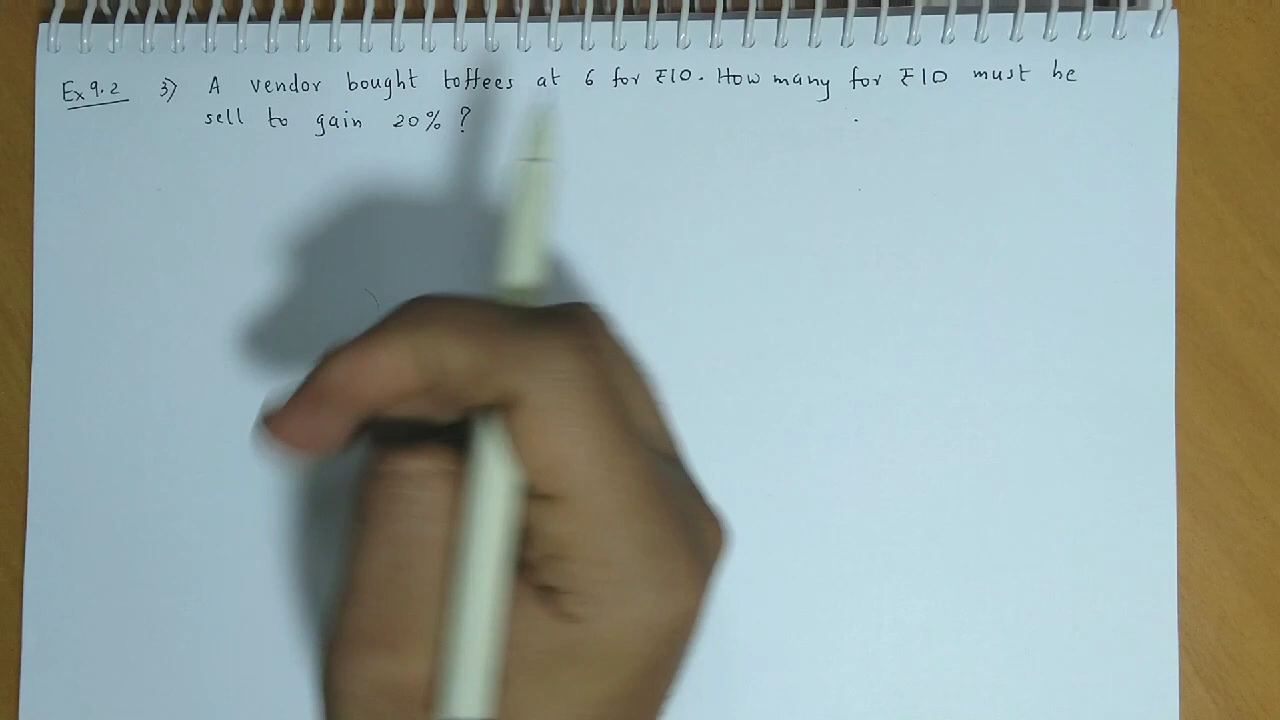 Ex 9.2 3) A vendor bought toffees at 6 for ₹10. How many for ₹10 must he
sell to gain 20% ?